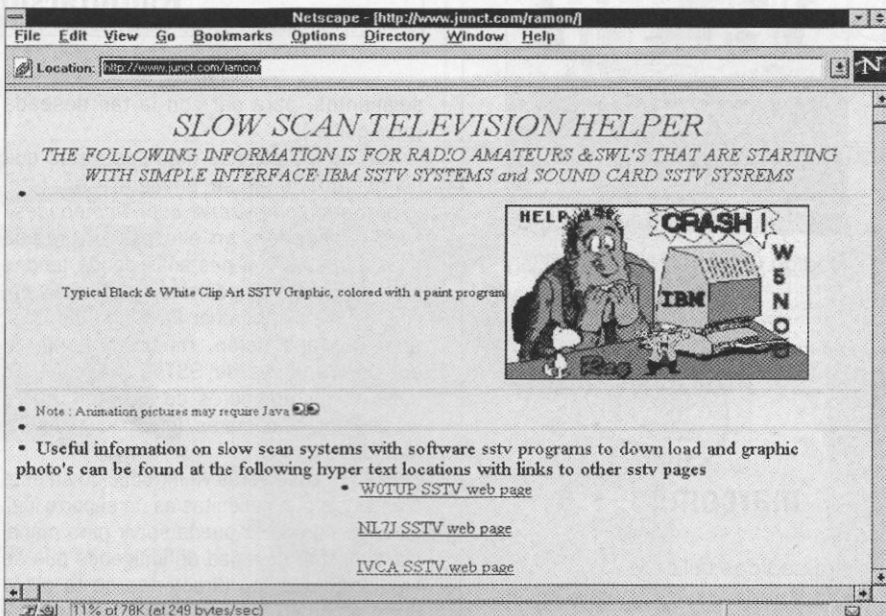 Netscape - [http://www.junct.com/ramon/]
File Edit View Go Bookmarks Options Directory Window Help
Location: http://www.junct.com/ramon/
N
SLOW SCAN TELEVISION HELPER
THE FOLLOWING INFORMATION IS FOR RADIO AMATEURS &SWL'S THAT ARE STARTING
WITH SIMPLE INTERFACE IBM SSTV SYSTEMS and SOUND CARD SSTV SYSREMS
HELP
CRASH!
IBM
W5NOO
Ray
Typical Black & White Clip Art SSTV Graphic, colored with a paint program
Note : Animation pictures may require Java
Useful information on slow scan systems with software sstv programs to down load and graphic
photo's can be found at the following hyper text locations with links to other sstv pages
W0TUP SSTV web page
NL7J SSTV web page
IVCA SSTV web page
11% of 78K (at 249 bytes/sec)